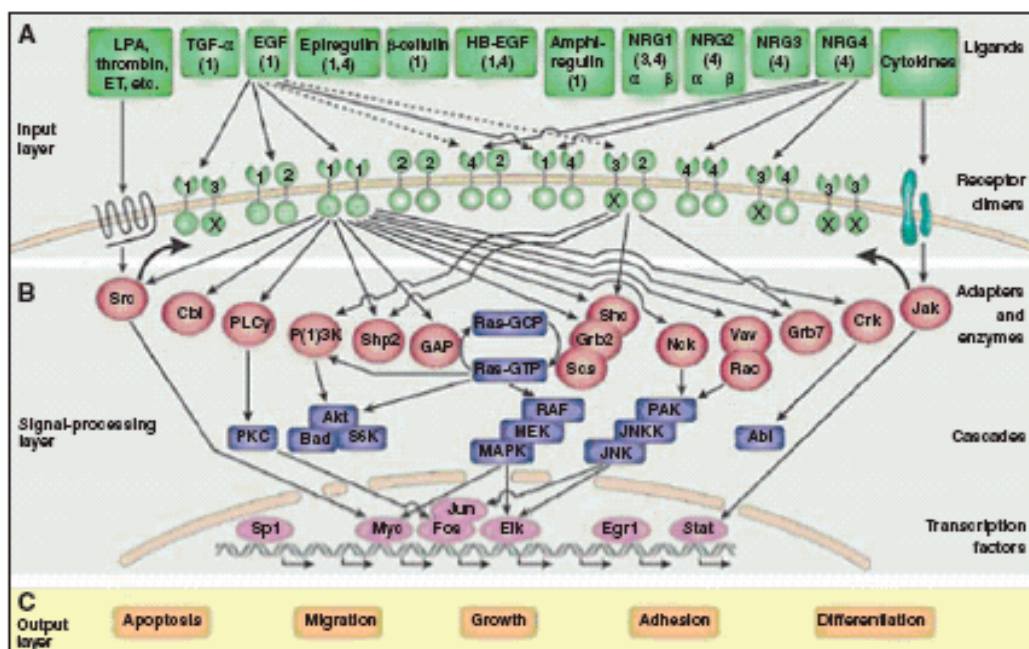 A
LPA,
thrombin,
ET, etc.
TGF-α
(1)
EGF
(1)
Epiregulin
(1,4)
β-cellulin
(1)
HB-EGF
(1,4)
Amphi-
regulin
(1)
NRG1
(3,4)
α β
NRG2
(4)
α β
NRG3
(4)
NRG4
(4)
Cytokines
Ligands
Input
layer
1 3
X
1 2
1 1
2 2
4 2
1 4
3 2
X
4 4
3 4
X
3 3
X X
Receptor
dimers
B
Src
Cbl
PLCγ
P(1)3K
Shp2
GAP
Ras-GCP
Ras-GTP
Shc
Grb2
Scs
Nck
Vav
Rac
Grb7
Crk
Jak
Adapters
and
enzymes
Signal-processing
layer
PKC
Akt
Bad
S6K
RAF
MEK
MAPK
PAK
JNKK
JNK
Abl
Cascades
Sp1
Myc
Jun
Fos
Elk
Egr1
Stat
Transcription
factors
C
Output
layer
Apoptosis
Migration
Growth
Adhesion
Differentiation